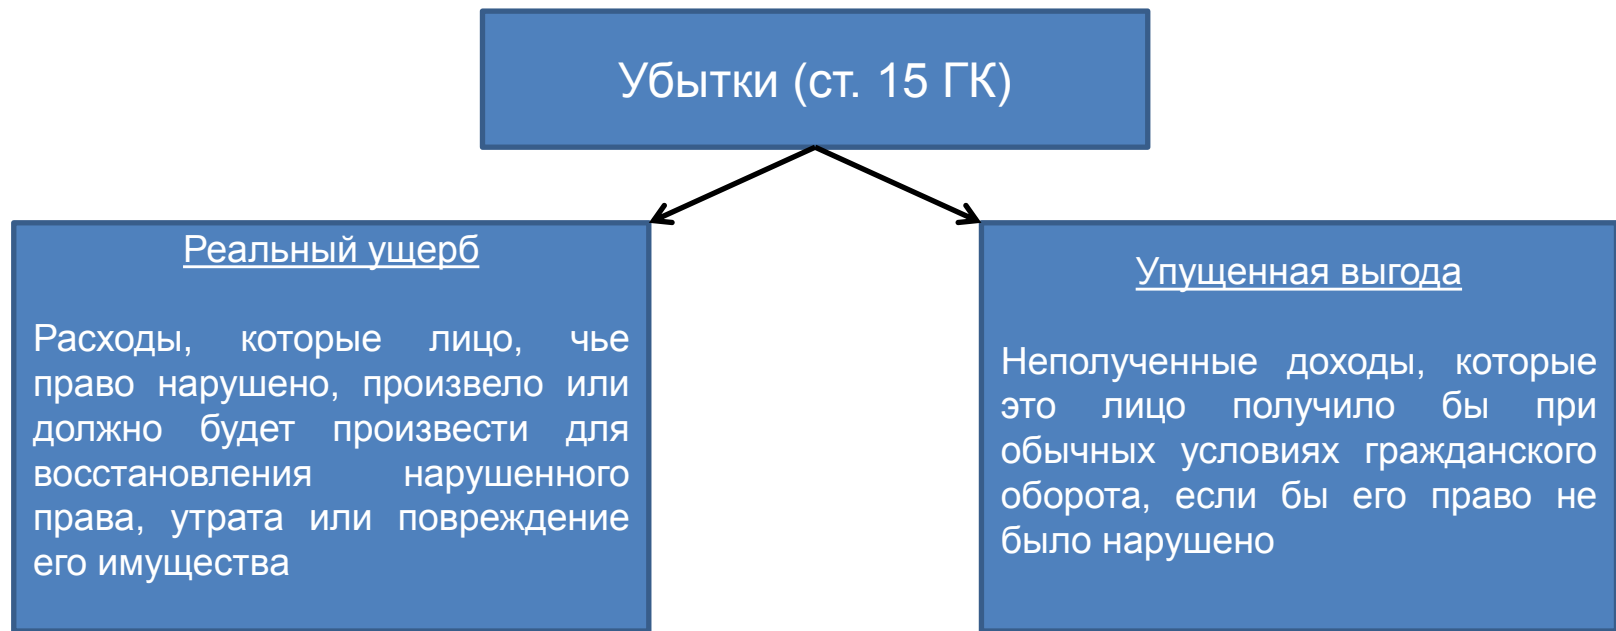 Убытки (ст. 15 ГК)
Реальный ущерб
Расходы, которые лицо, чье
право нарушено, произвело или
должно будет произвести для
восстановления нарушенного
права, утрата или повреждение
его имущества
Упущенная выгода
Неполученные доходы, которые
это лицо получило бы при
обычных условиях гражданского
оборота, если бы его право не
было нарушено